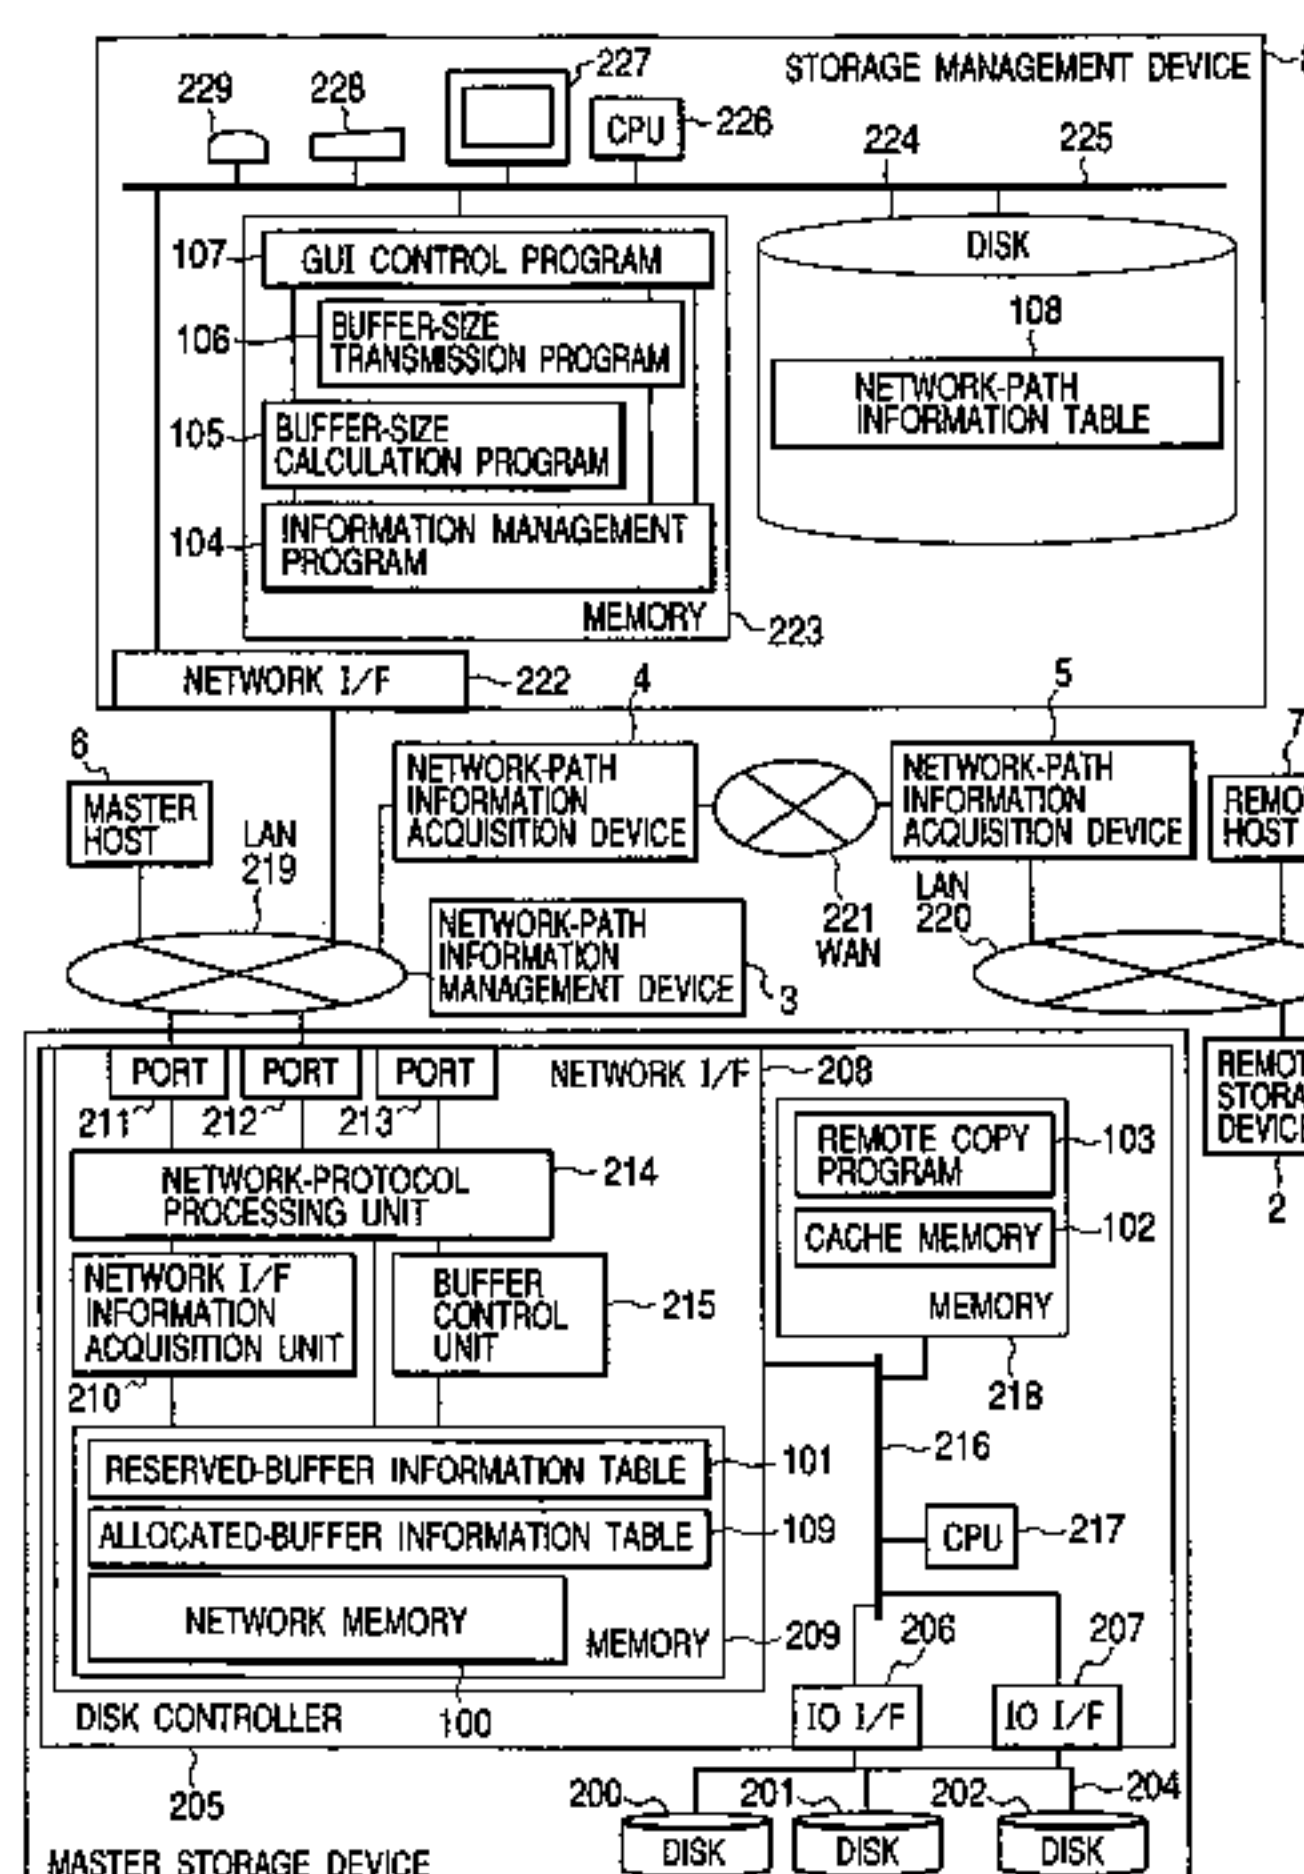 STORAGE MANAGEMENT DEVICE
229
228
227
CPU
226
224
225
107
GUI CONTROL PROGRAM
DISK
106
BUFFER-SIZE
TRANSMISSION PROGRAM
108
NETWORK-PATH
INFORMATION TABLE
105
BUFFER-SIZE
CALCULATION PROGRAM
104
INFORMATION MANAGEMENT
PROGRAM
MEMORY
223
NETWORK I/F
222
4
5
6
7
MASTER
HOST
LAN
219
NETWORK-PATH
INFORMATION
ACQUISITION DEVICE
221
WAN
NETWORK-PATH
INFORMATION
ACQUISITION DEVICE
HOST
LAN
220
NETWORK-PATH
INFORMATION
MANAGEMENT DEVICE
3
PORT
PORT
PORT
NETWORK I/F
208
211
212
213
2
NETWORK-PROTOCOL
PROCESSING UNIT
214
REMOTE COPY
PROGRAM
103
CACHE MEMORY
102
MEMORY
218
NETWORK I/F
INFORMATION
ACQUISITION UNIT
210
BUFFER
CONTROL
UNIT
215
RESERVED-BUFFER INFORMATION TABLE
101
216
ALLOCATED-BUFFER INFORMATION TABLE
109
CPU
217
NETWORK MEMORY
MEMORY
209
206
207
DISK CONTROLLER
100
IO I/F
IO I/F
205
200
201
202
204
DISK
DISK
DISK
MASTER STORAGE DEVICE